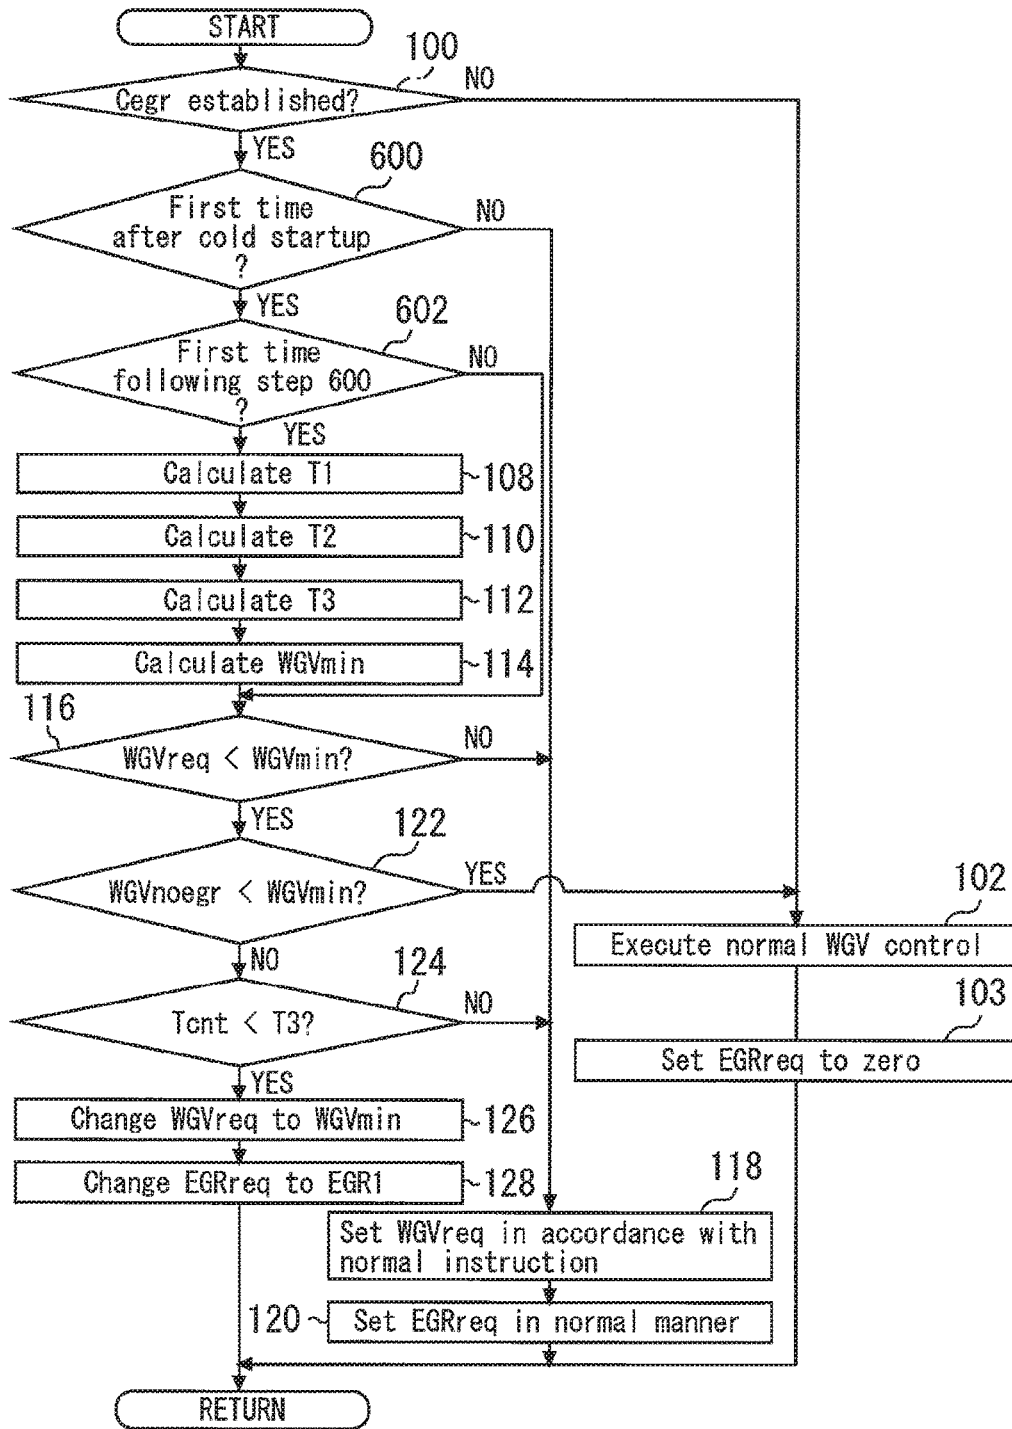 START
100
Cegr established?
NO
YES
600
First time
after cold startup
?
NO
YES
602
First time
following step 600
?
NO
YES
Calculate T1
108
Calculate T2
110
Calculate T3
112
Calculate WGVmin
114
116
WGVreq < WGVmin?
NO
YES
122
WGVnoegr < WGVmin?
YES
NO
102
Execute normal WGV control
124
Tcnt < T3?
NO
YES
103
Set EGRreq to zero
Change WGVreq to WGVmin
126
Change EGRreq to EGR1
128
118
Set WGVreq in accordance with
normal instruction
120
Set EGRreq in normal manner
RETURN